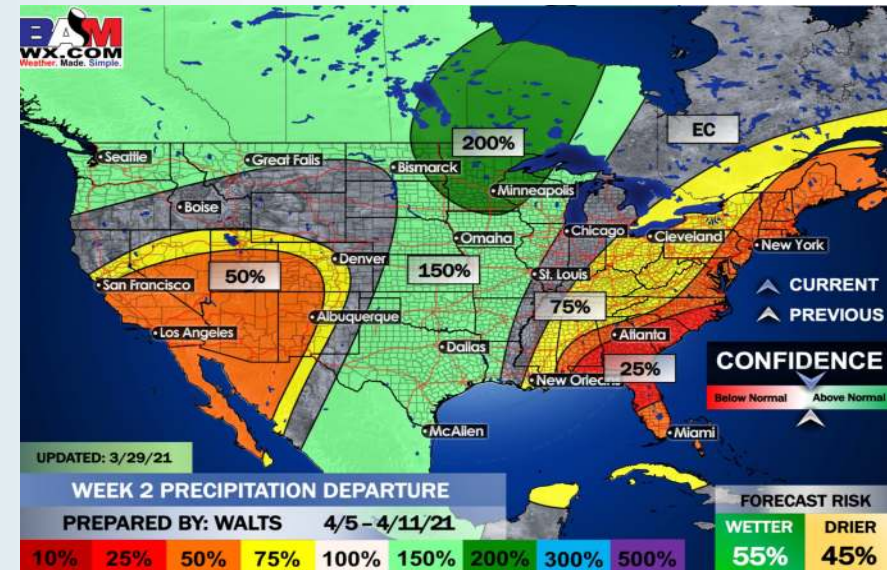 BAM
WX.COM
Weather. Made. Simple.
EC
200%
Seattle
Great Falls
Bismarck
Minneapolis
Boise
Omaha
Chicago
Cleveland
New York
Denver
150%
50%
San Francisco
St. Louis
75%
CURRENT
PREVIOUS
Albuquerque
Los Angeles
Atlanta
Dallas
CONFIDENCE
25%
New Orleans
Below Normal
Above Normal
McAllen
Miami
UPDATED: 3/29/21
WEEK 2 PRECIPITATION DEPARTURE
PREPARED BY: WALTS 4/5 – 4/11/21
FORECAST RISK
WETTER DRIER
55% 45%
10% 25% 50% 75% 100% 150% 200% 300% 500%